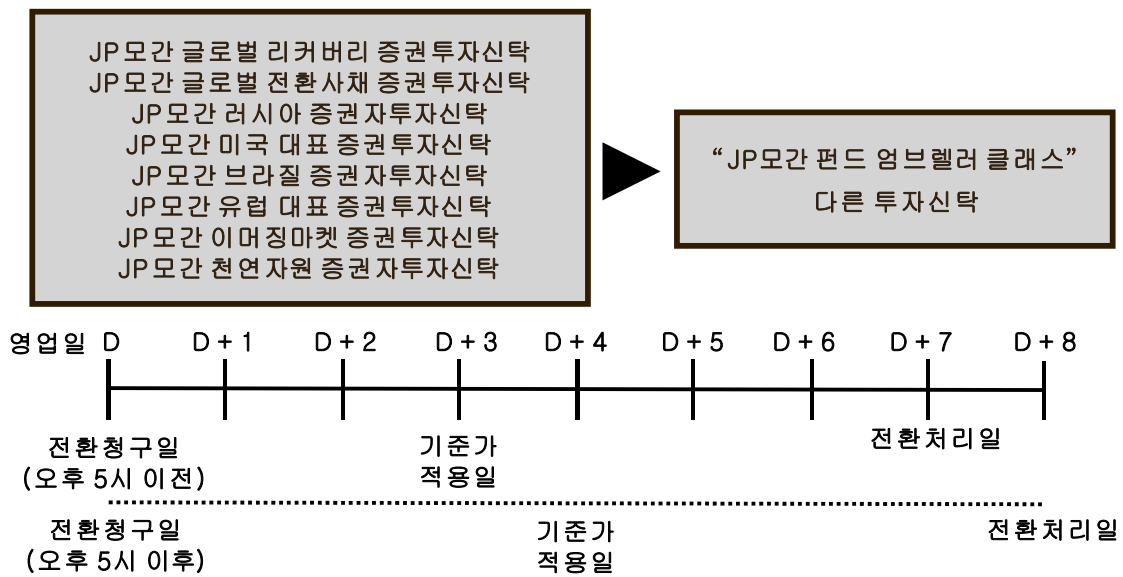 JP모간 글로벌 리커버리 증권투자신탁
JP모간 글로벌 전환사채 증권투자신탁
JP모간 러시아 증권자투자신탁
JP모간 미국 대표 증권투자신탁
JP모간 브라질 증권자투자신탁
JP모간 유럽 대표 증권투자신탁
JP모간 이머징마켓 증권투자신탁
JP모간 천연자원 증권자투자신탁
“JP모간 펀드 엄브렐러 클래스”
다른 투자신탁
영업일 D D+1 D+2 D+3 D+4 D+5 D+6 D+7 D+8
전환청구일 기준가 전환처리일
(오후 5시 이전) 적용일
전환청구일 기준가 전환처리일
(오후 5시 이후) 적용일